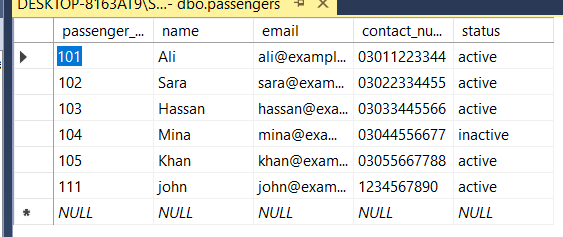 DESKTOP-8163AT9\S...- dbo.passengers
passenger_... name email contact_nu... status
101 Ali ali@exampl... 03011223344 active
102 Sara sara@exam... 03022334455 active
103 Hassan hassan@exa... 03033445566 active
104 Mina mina@exa... 03044556677 inactive
105 Khan khan@exam... 03055667788 active
111 john john@exam... 1234567890 active
NULL NULL NULL NULL NULL